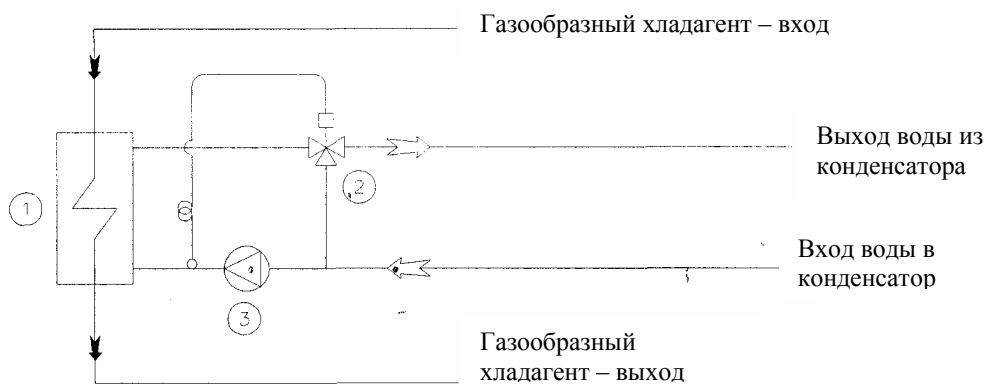 Газообразный хладагент – вход
Выход воды из
конденсатора
1
2
Вход воды в
конденсатор
3
Газообразный
хладагент – выход